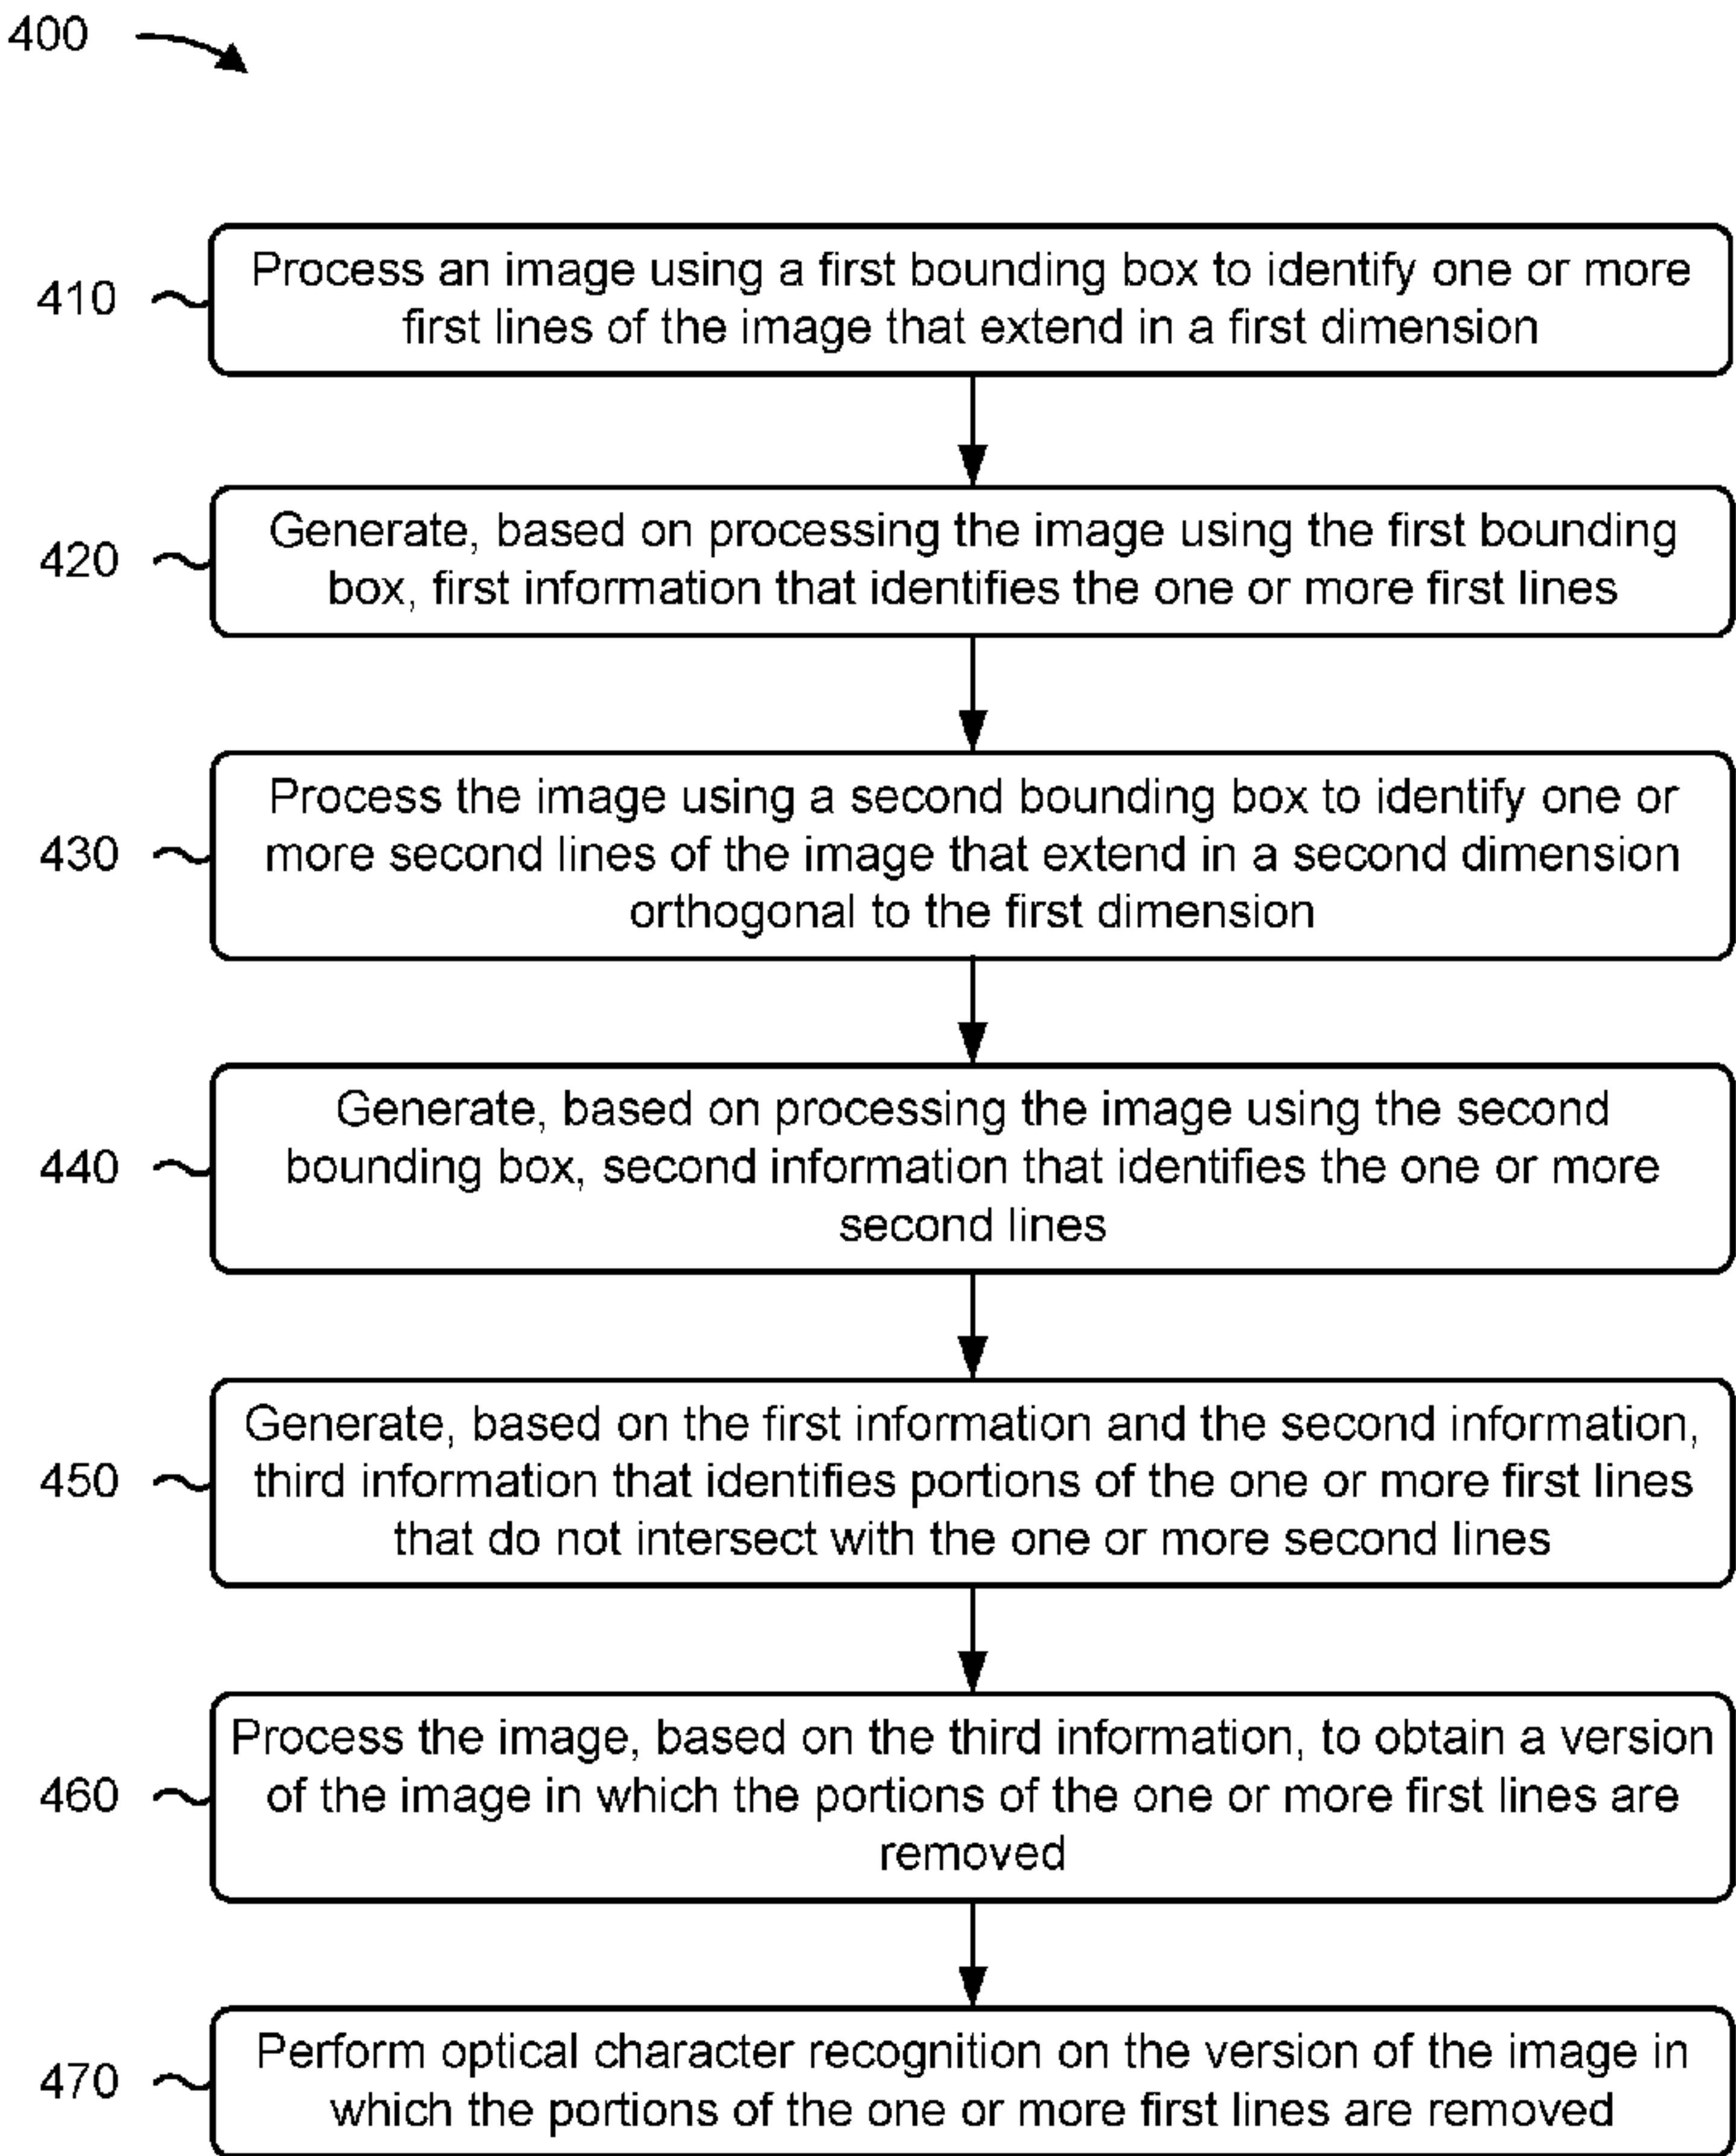 400
410
Process an image using a first bounding box to identify one or more
first lines of the image that extend in a first dimension
420
Generate, based on processing the image using the first bounding
box, first information that identifies the one or more first lines
430
Process the image using a second bounding box to identify one or
more second lines of the image that extend in a second dimension
orthogonal to the first dimension
440
Generate, based on processing the image using the second
bounding box, second information that identifies the one or more
second lines
450
Generate, based on the first information and the second information,
third information that identifies portions of the one or more first lines
that do not intersect with the one or more second lines
460
Process the image, based on the third information, to obtain a version
of the image in which the portions of the one or more first lines are
removed
470
Perform optical character recognition on the version of the image in
which the portions of the one or more first lines are removed